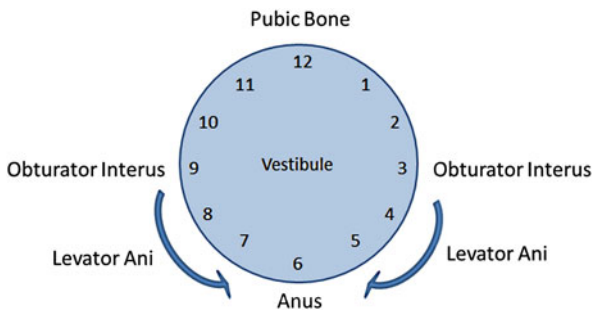 Pubic Bone
12
11 1
10 2
Obturator Interus 9 Vestibule 3 Obturator Interus
8 4
7 5
Levator Ani 6 Levator Ani
Anus